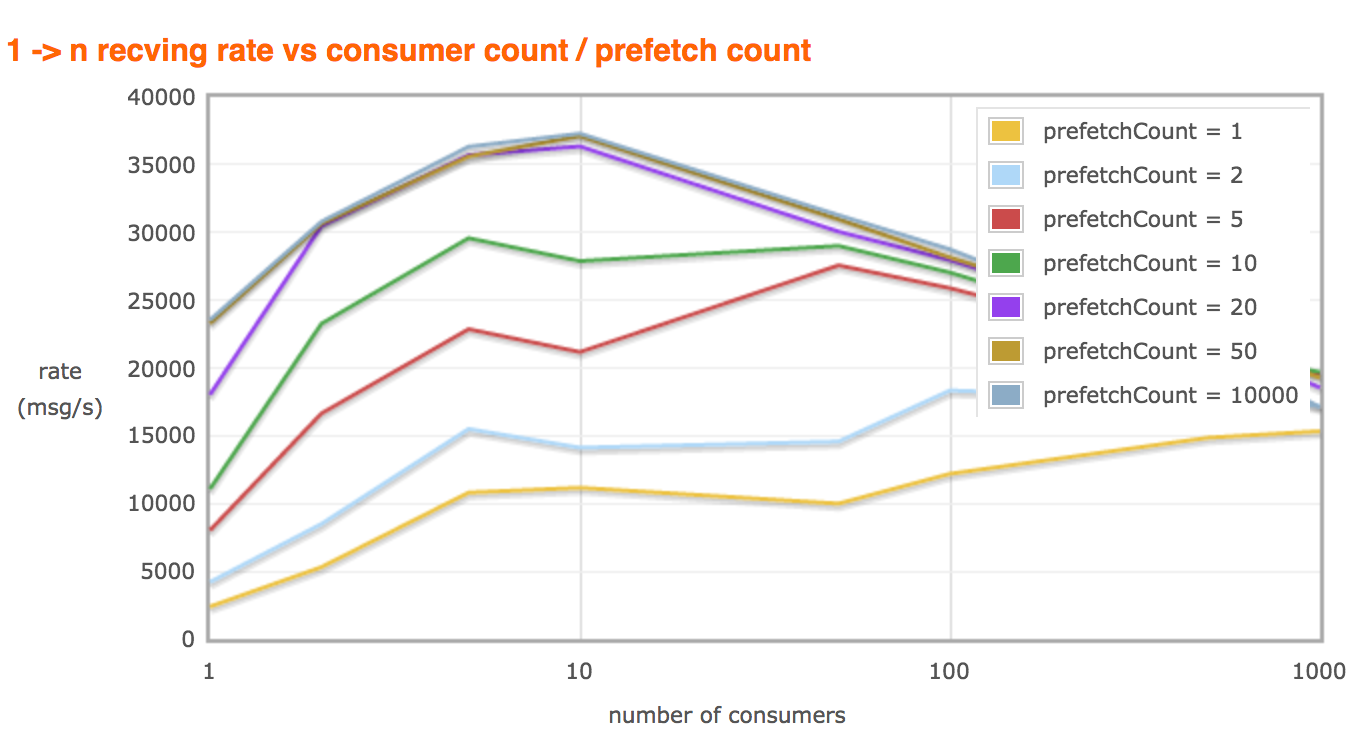 1 -> n recving rate vs consumer count / prefetch count
40000
35000
30000
25000
20000
15000
10000
5000
0
rate
(msg/s)
prefetchCount = 1
prefetchCount = 2
prefetchCount = 5
prefetchCount = 10
prefetchCount = 20
prefetchCount = 50
prefetchCount = 10000
1
10
100
1000
number of consumers